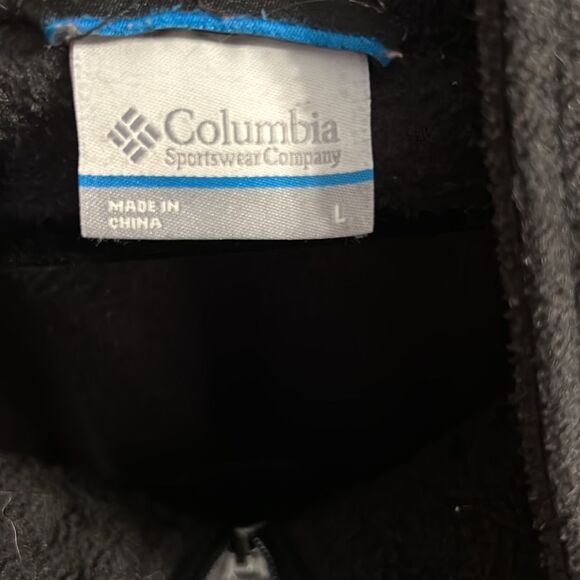 Columbia
Sportswear Company
MADE IN
CHINA
L